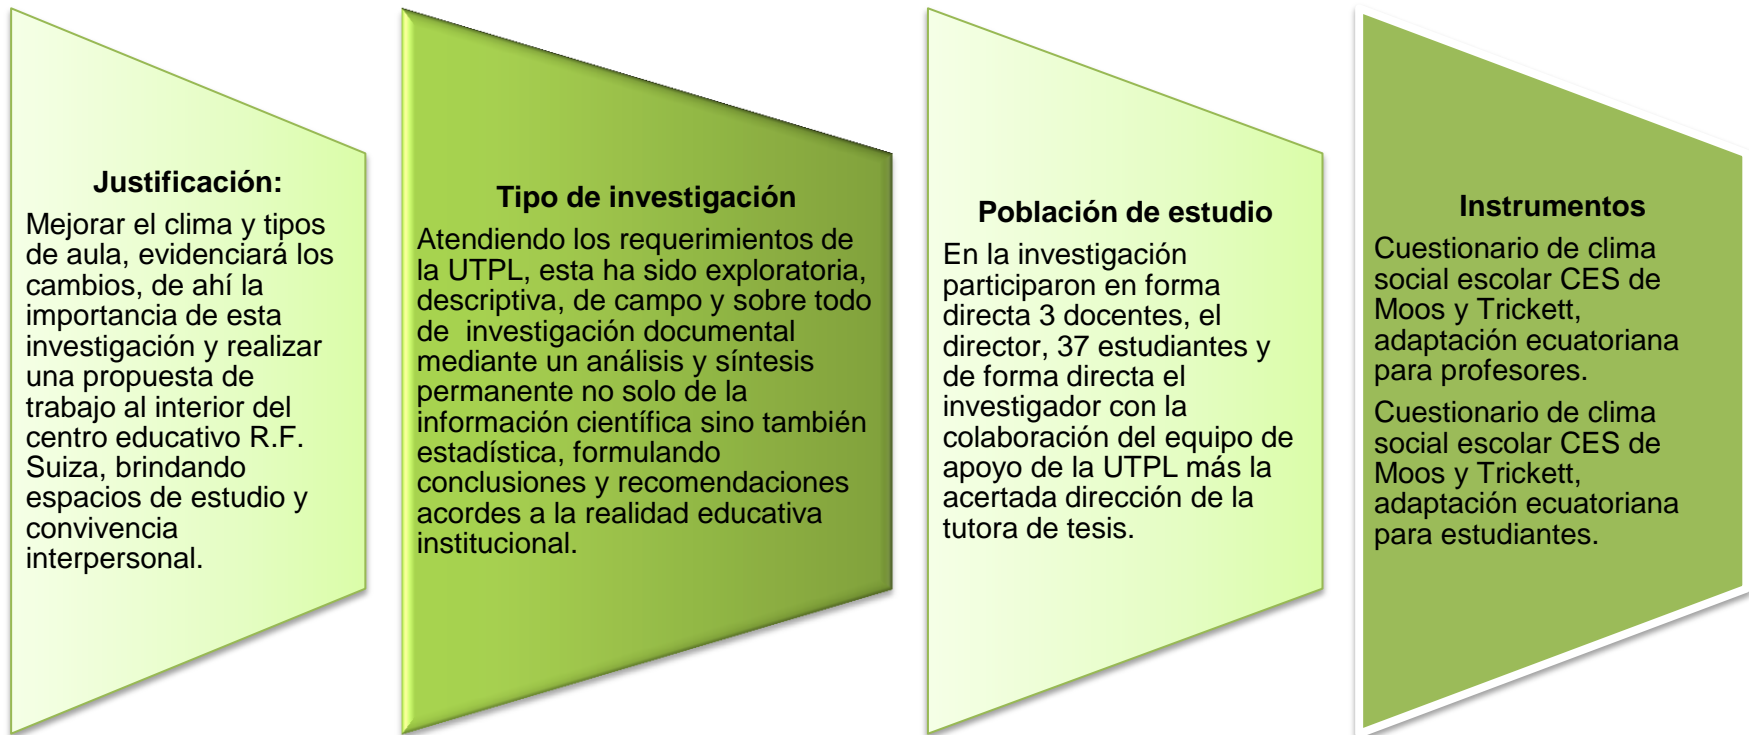 Justificación:
Mejorar el clima y tipos
de aula, evidenciará los
cambios, de ahí la
importancia de esta
investigación y realizar
una propuesta de
trabajo al interior del
centro educativo R.F.
Suiza, brindando
espacios de estudio y
convivencia
interpersonal.
Tipo de investigación
Atendiendo los requerimientos de
la UTPL, esta ha sido exploratoria,
descriptiva, de campo y sobre todo
de investigación documental
mediante un análisis y síntesis
permanente no solo de la
información científica sino también
estadística, formulando
conclusiones y recomendaciones
acordes a la realidad educativa
institucional.
Población de estudio
En la investigación
participaron en forma
directa 3 docentes, el
director, 37 estudiantes y
de forma directa el
investigador con la
colaboración del equipo de
apoyo de la UTPL más la
acertada dirección de la
tutora de tesis.
Instrumentos
Cuestionario de clima
social escolar CES de
Moos y Trickett,
adaptación ecuatoriana
para profesores.
Cuestionario de clima
social escolar CES de
Moos y Trickett,
adaptación ecuatoriana
para estudiantes.